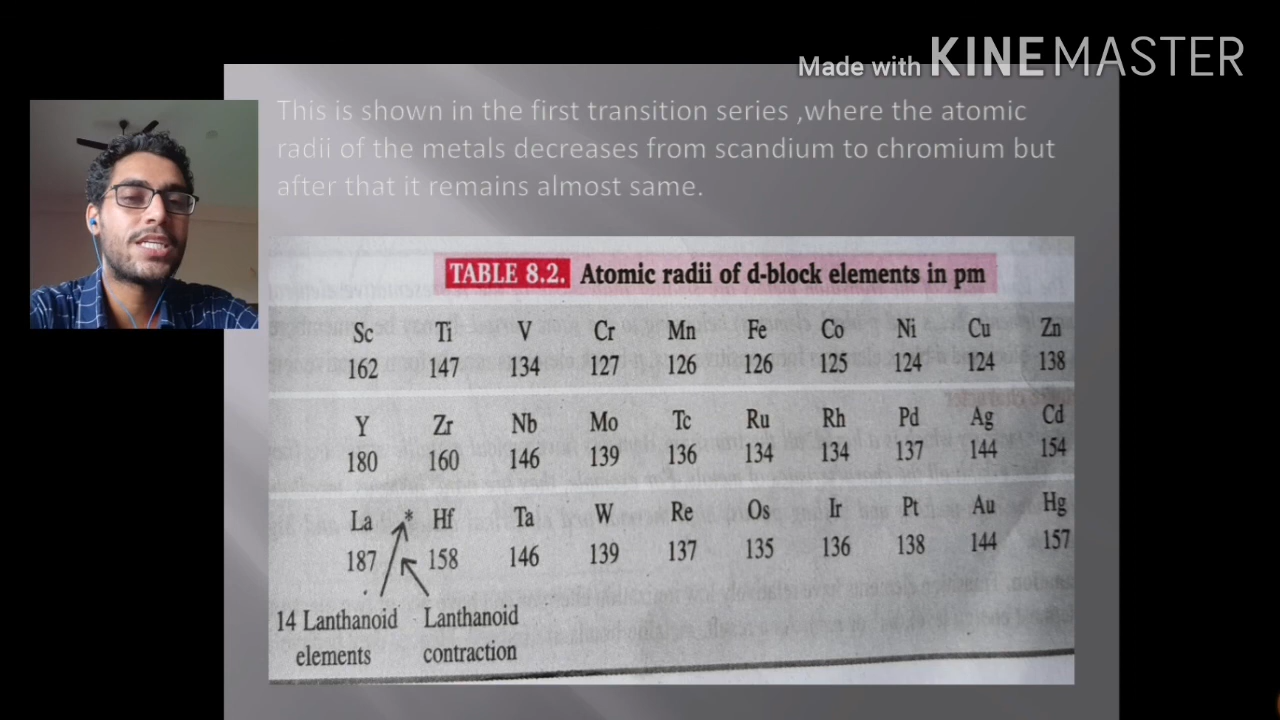 Made with KINEMASTER
This is shown in the first transition series ,where the atomic
radii of the metals decreases from scandium to chromium but
after that it remains almost same.
TABLE 8.2. Atomic radii of d-block elements in pm
Sc Ti V Cr Mn Fe Co Ni Cu Zn
162 147 134 127 126 126 125 124 124 138
Y Zr Nb Mo Tc Ru Rh Pd Ag Cd
180 160 146 139 136 134 134 137 144 154
La * Hf Ta W Re Os Ir Pt Au Hg
187 158 146 139 137 135 136 138 144 157
14 Lanthanoid Lanthanoid
elements contraction